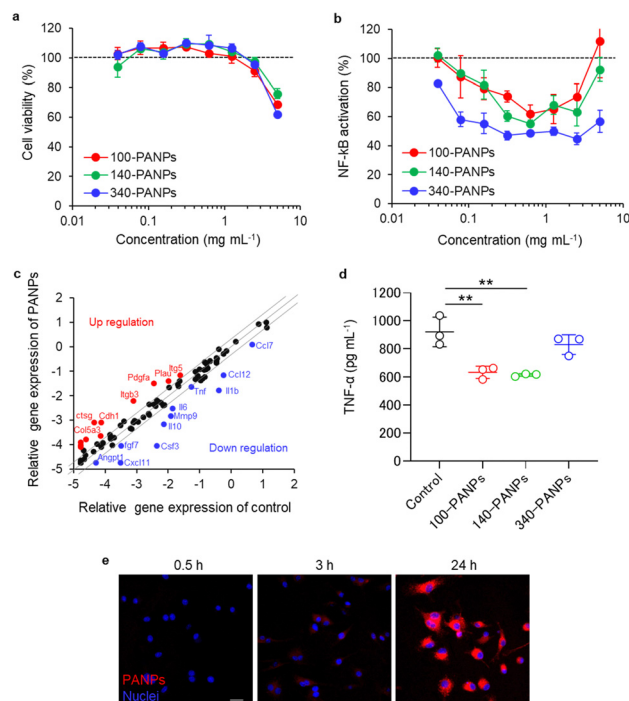 a
120
100
80
60
40
20
0
Cell viability (%)
100-PANPs
140-PANPs
340-PANPs
0.01
0.1
1
10
Concentration (mg mL-1)
b
120
100
80
60
40
20
0
NF-kB activation (%)
100-PANPs
140-PANPs
340-PANPs
0.01
0.1
1
10
Concentration (mg mL-1)
c
Relative gene expression of PANPs
2
1
0
-1
-2
-3
-4
-5
Up regulation
Ccl7
Itg5
Plau
Pdgfa
Ccl12
Tnf
Il1b
Itgb3
Il6
Mmp9
ctsg
Cdh1
Il10
Col5a3
Down regulation
fgf7
Csf3
Angpt1
Cxcl11
-5
-4
-3
-2
-1
0
1
2
Relative gene expression of control
d
TNF-α (pg mL-1)
1200
1000
800
600
400
200
0
**
**
Control
100-PANPs
140-PANPs
340-PANPs
e
0.5 h
3 h
24 h
PANPs
Nuclei